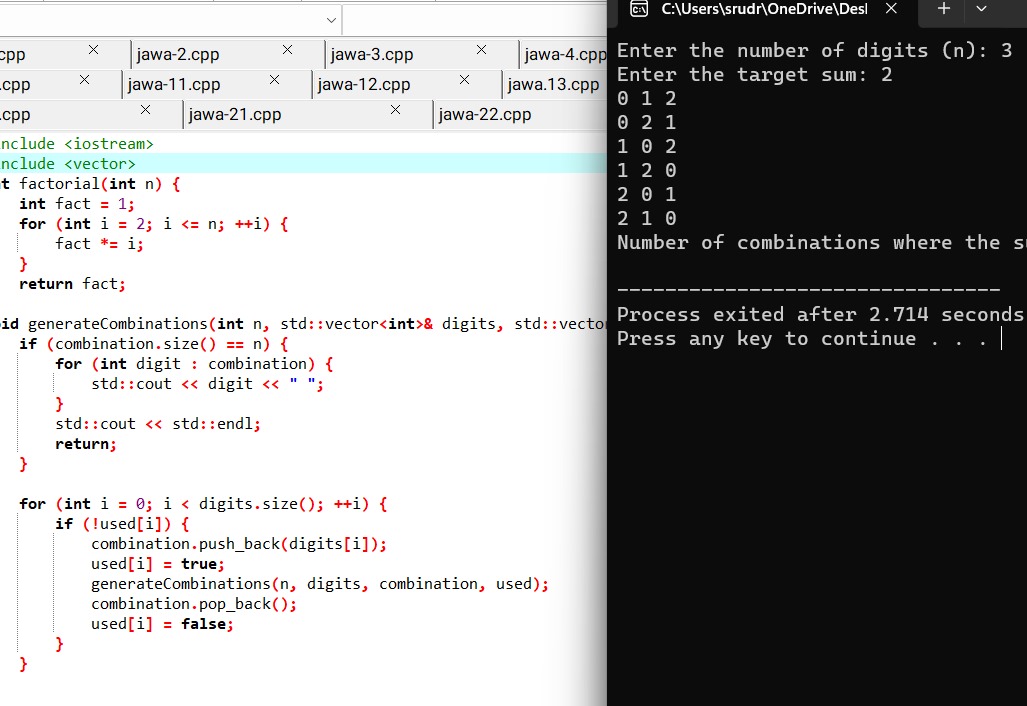 cpp
jawa-2.cpp
jawa-3.cpp
jawa-4.cpp
.cpp
jawa-11.cpp
jawa-12.cpp
jawa.13.cpp
.cpp
jawa-21.cpp
jawa-22.cpp
nclude <iostream>
nclude <vector>
t factorial(int n) {
int fact = 1;
for (int i = 2; i <= n; ++i) {
fact *= i;
}
return fact;
id generateCombinations(int n, std::vector<int>& digits, std::vector
if (combination.size() == n) {
for (int digit : combination) {
std::cout << digit << " ";
}
std::cout << std::endl;
return;
}
for (int i = 0; i < digits.size(); ++i) {
if (!used[i]) {
combination.push_back(digits[i]);
used[i] = true;
generateCombinations(n, digits, combination, used);
combination.pop_back();
used[i] = false;
}
}
C:\Users\srudr\OneDrive\Desl
Enter the number of digits (n): 3
Enter the target sum: 2
0 1 2
0 2 1
1 0 2
1 2 0
2 0 1
2 1 0
Number of combinations where the s
--------------------------------
Process exited after 2.714 seconds
Press any key to continue . . .